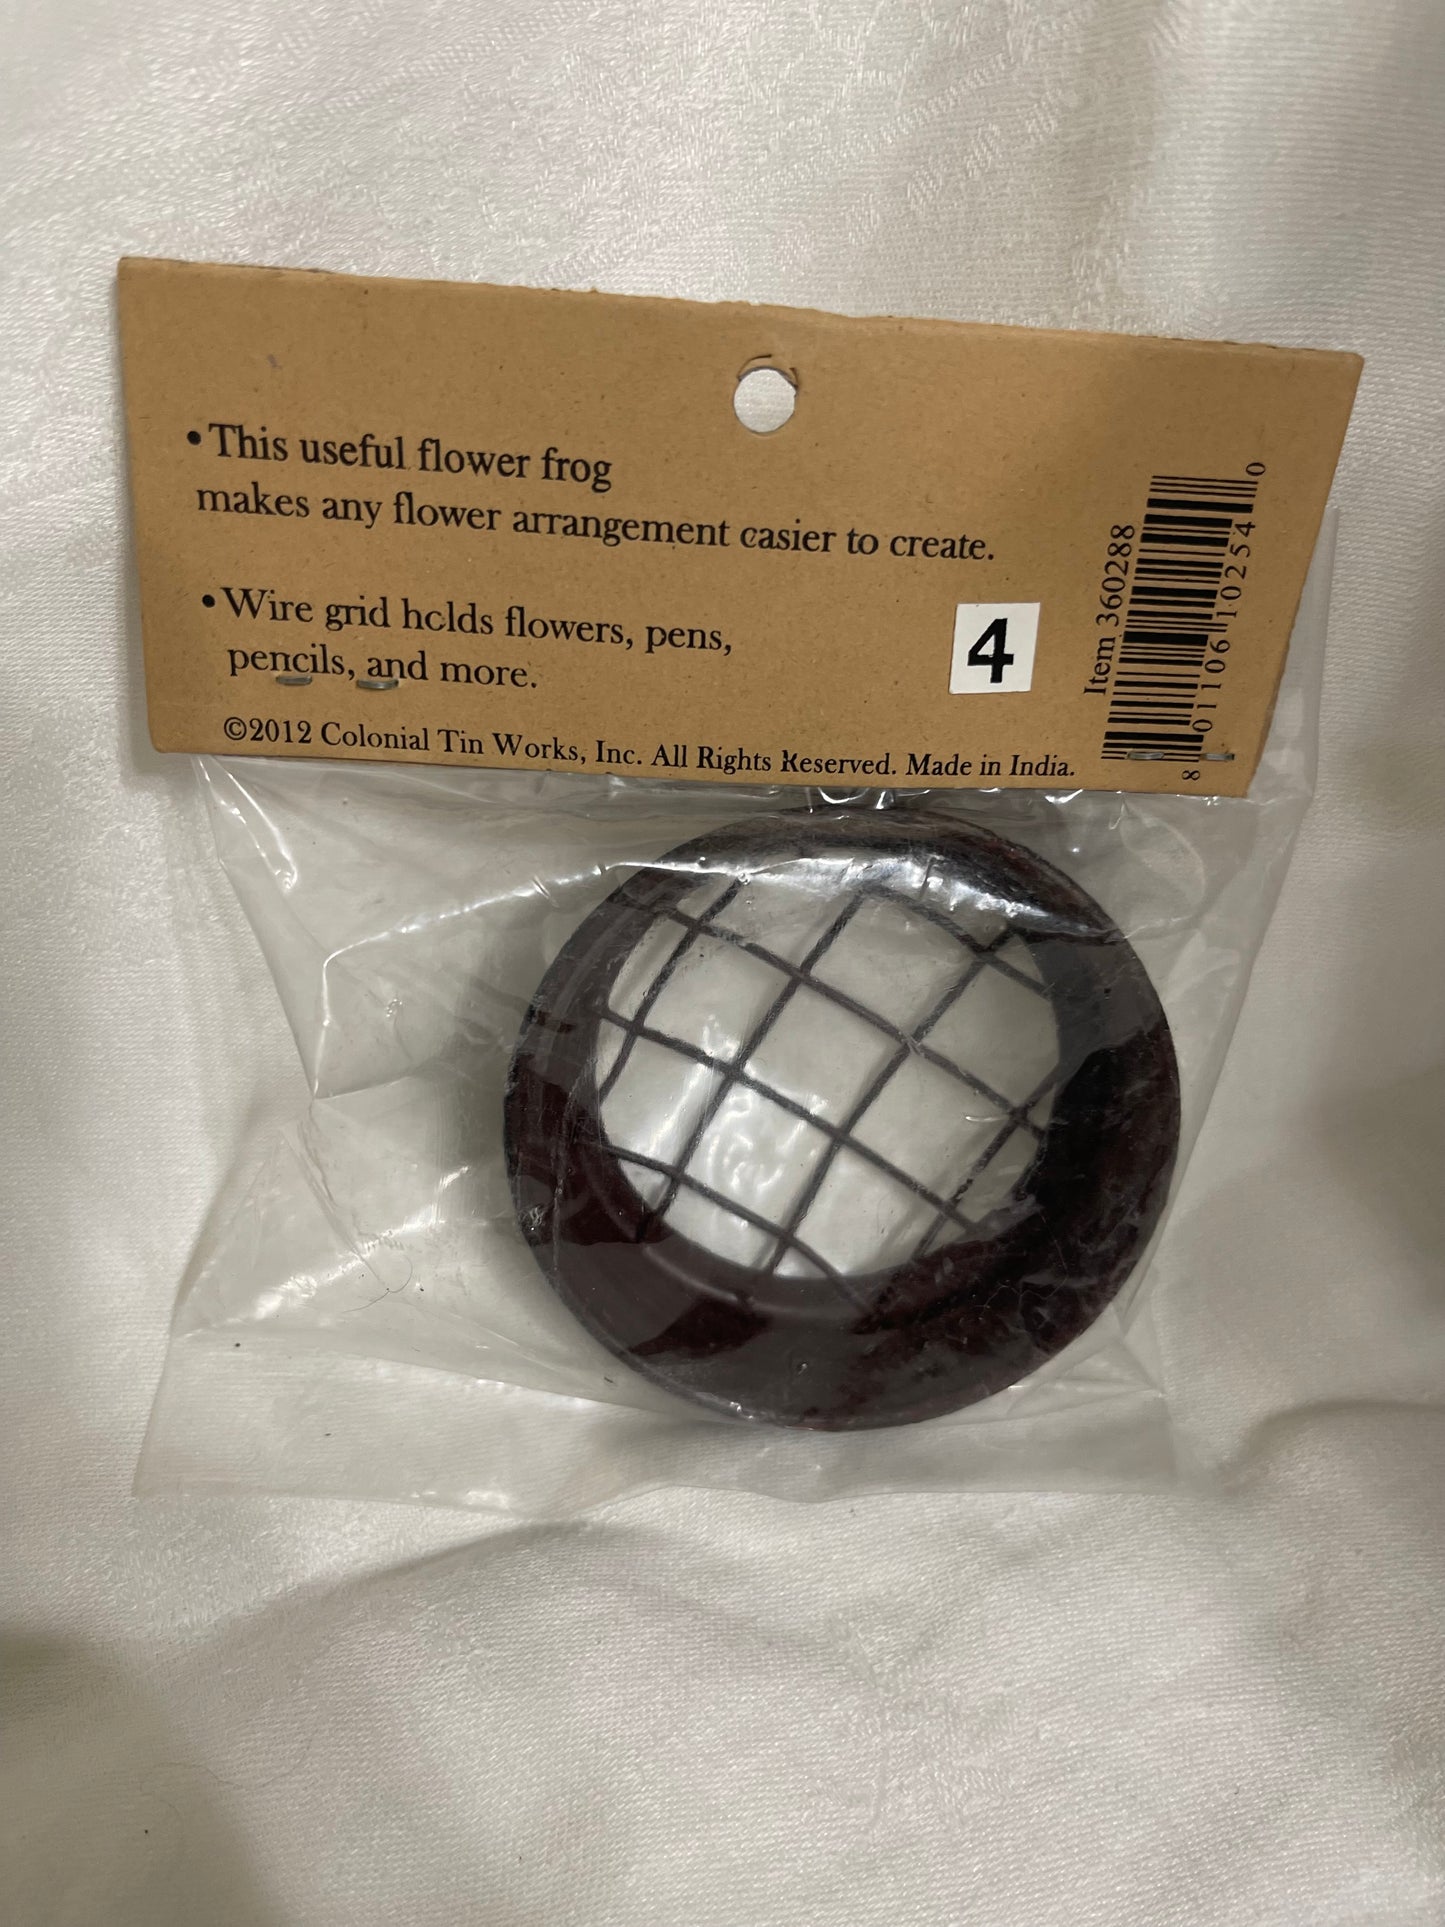 •This useful flower frog
makes any flower arrangement easier to create.
•Wire grid holds flowers, pens,
pencils, and more.
4
©2012 Colonial Tin Works, Inc. All Rights Reserved. Made in India.
Item 360288
8 01106 10254 0